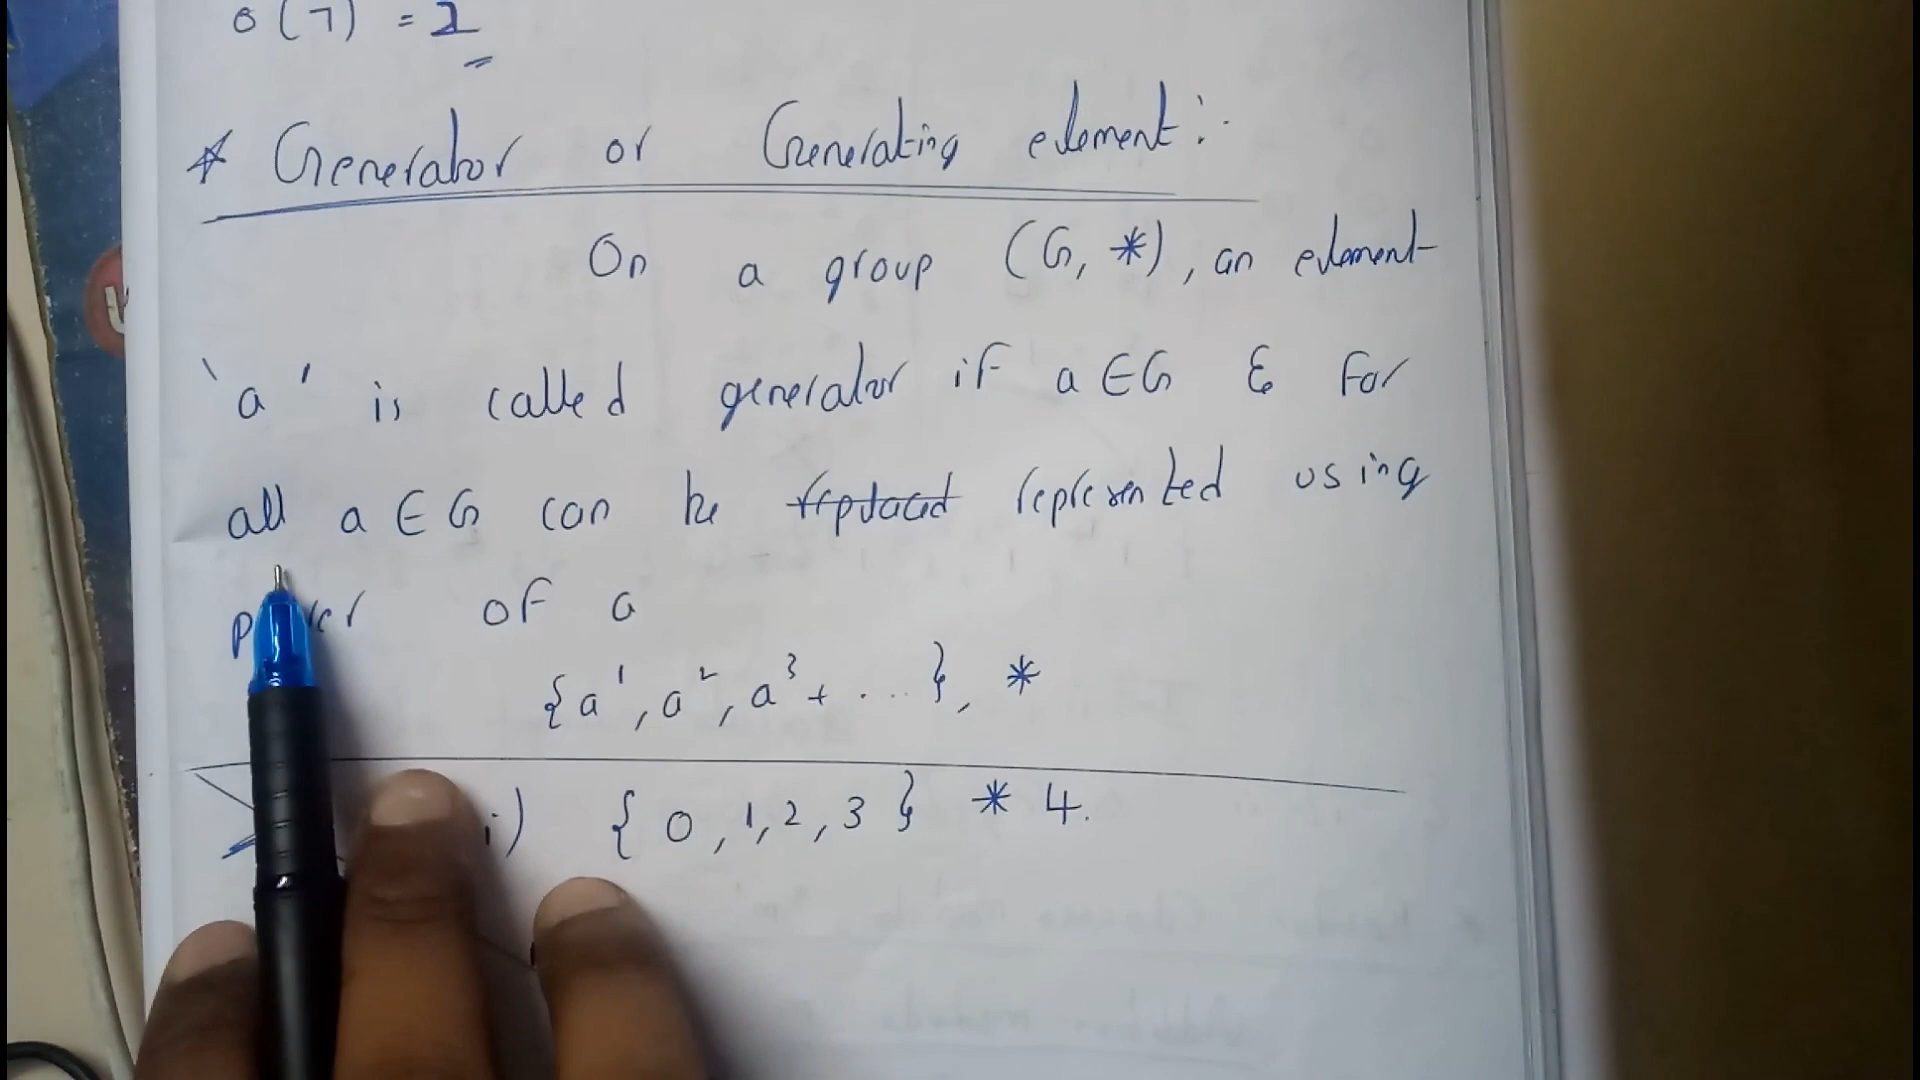 o(7) = 2
* Generator or Generating element:-
On a group (G, *), an element
'a' is called generator if a ∈ G & for
all a ∈ G can be replaced represented using
power of a
{a¹, a², a³ + ....}, *
i) {0, 1, 2, 3} * 4.